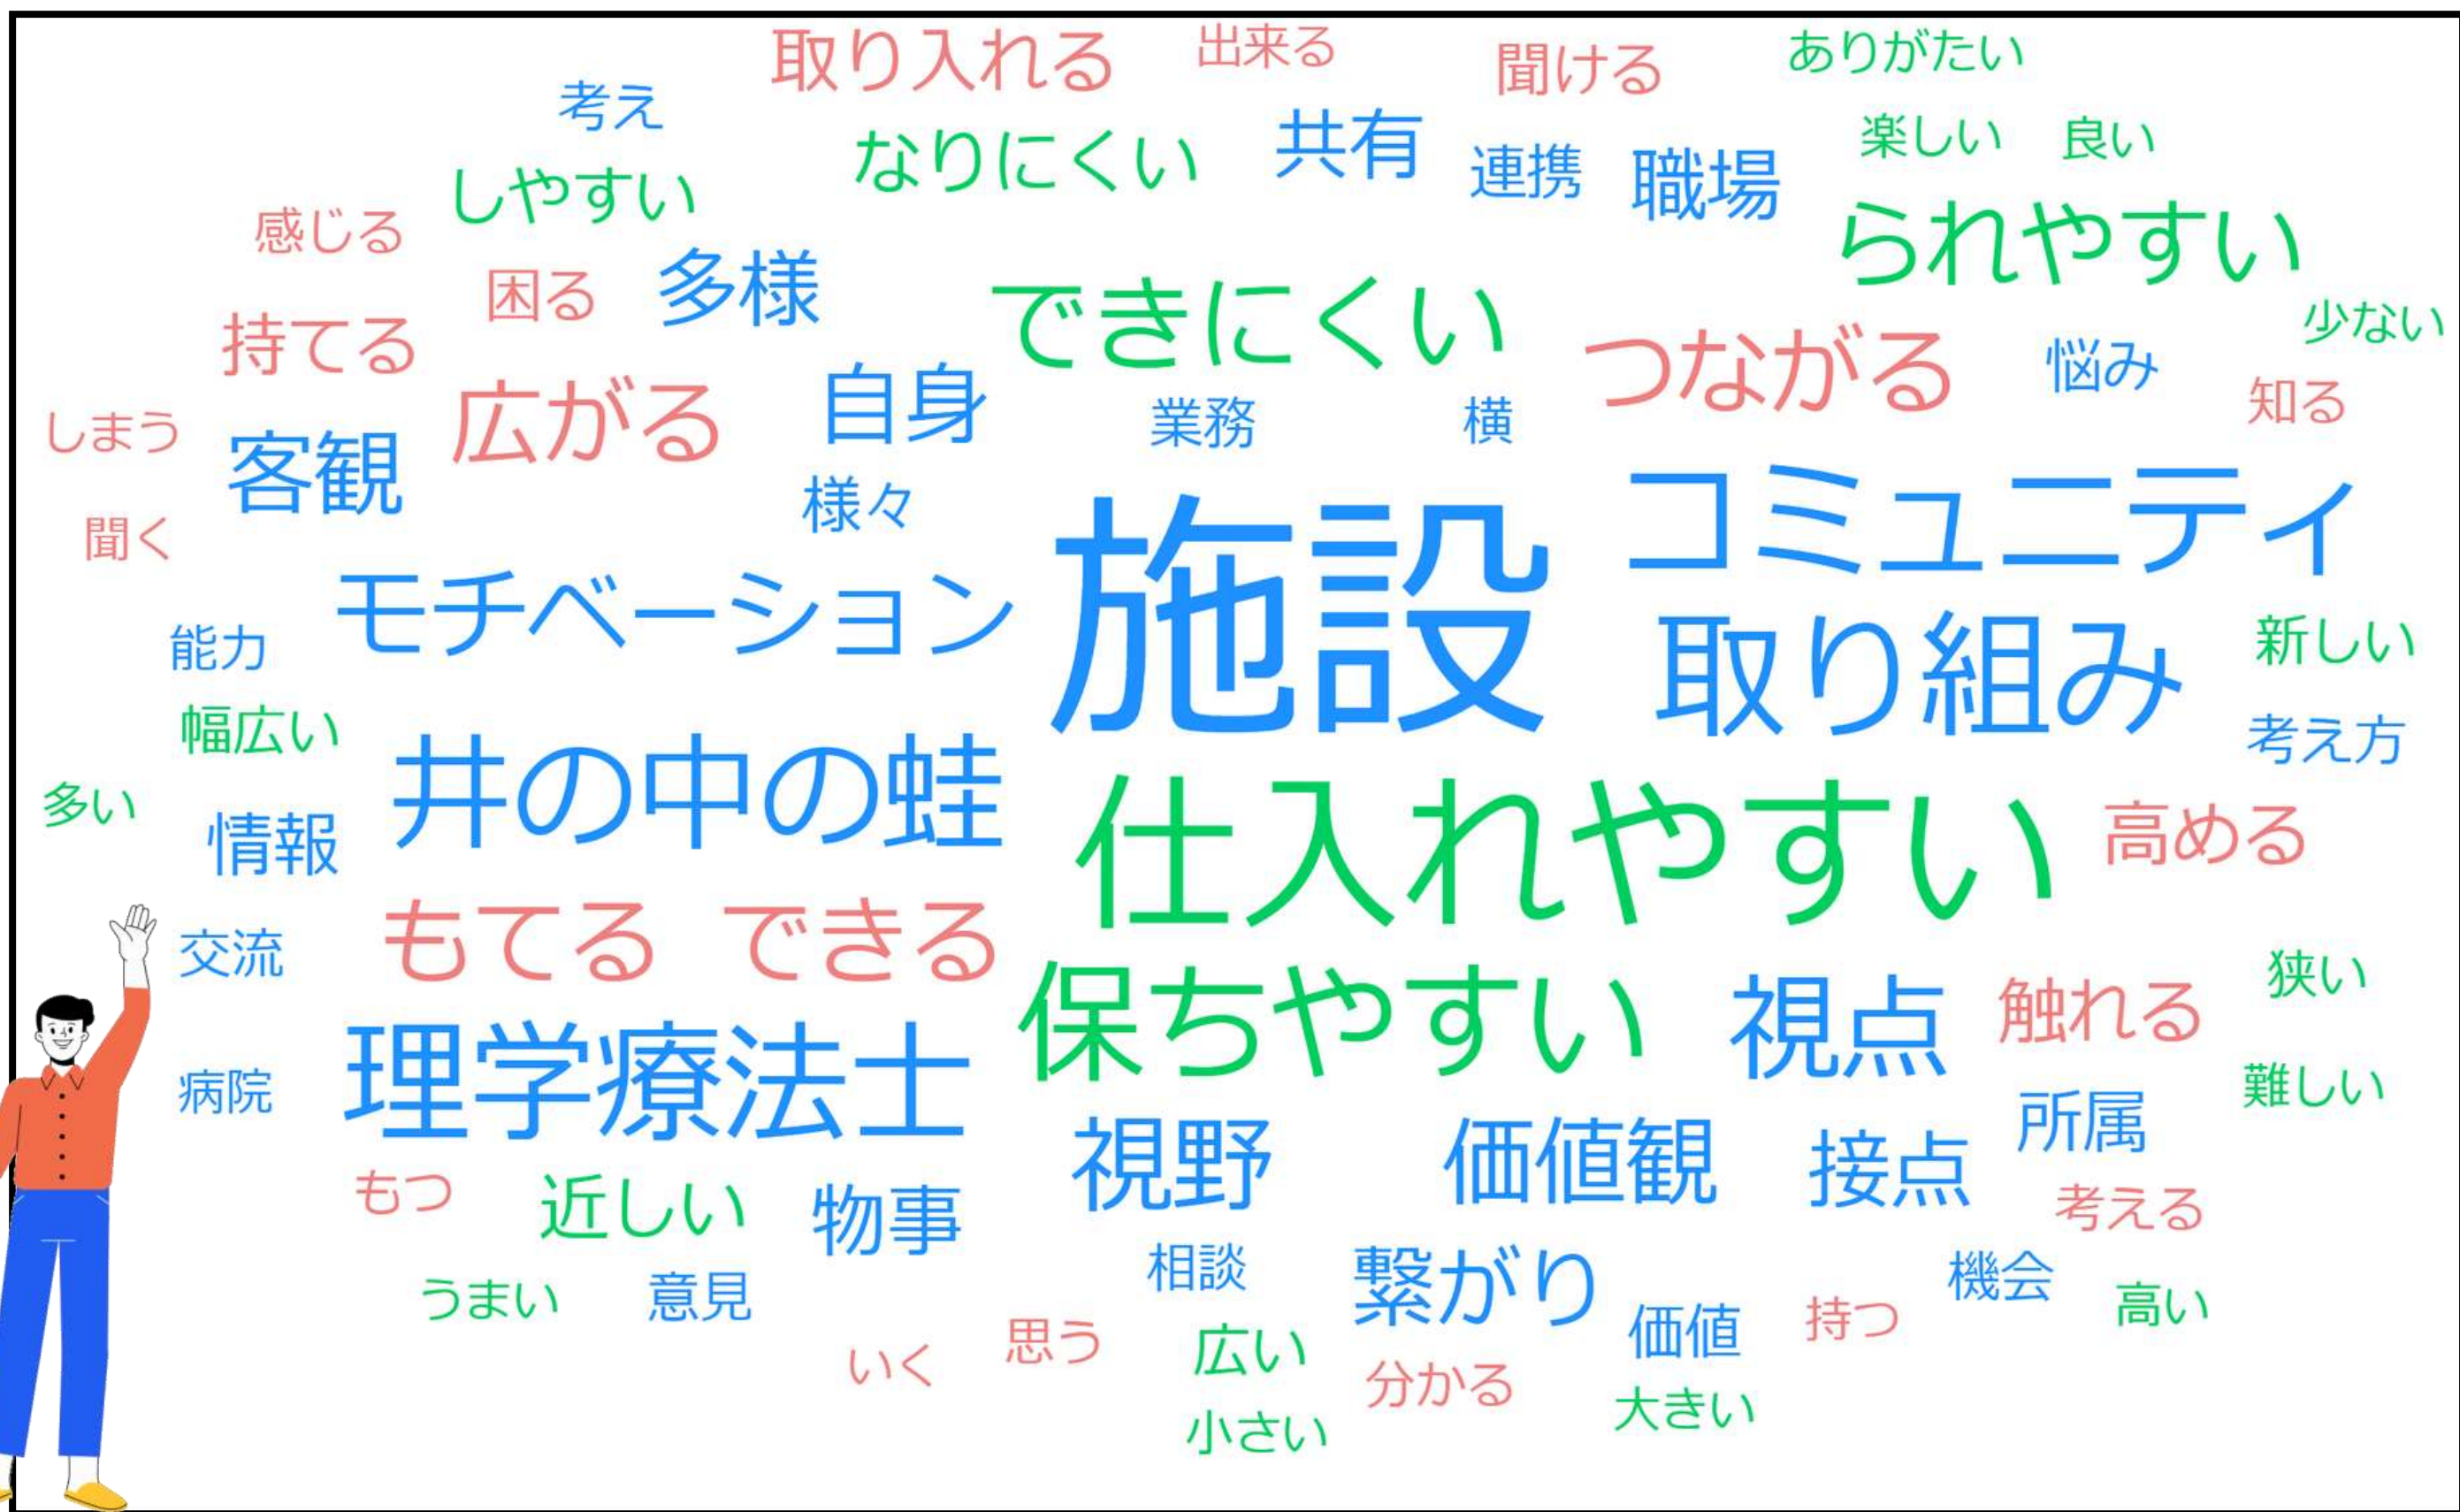 取り入れる 出来る 聞ける ありがたい
考え なりにくい 共有 連携 職場 楽しい 良い
感じる しやすい られやすい
困る 多様 できにくい 少ない
持てる 広がる 自身 つながる 悩み 知る
しまう 客観 業務 横
聞く 様々 施設 コミュニティ
能力 モチベーション 取り組み 新しい
幅広い 井の中の蛙 考え方
多い 情報 仕入れやすい 高める
交流 もてる できる 狭い
病院 理学療法士 保ちやすい 視点 触れる 難しい
もつ 近しい 物事 視野 価値観 接点 所属 考える
うまい 意見 相談 繋がり 機会
いく 思う 広い 価値 持つ 高い
小さい 分かる 大きい